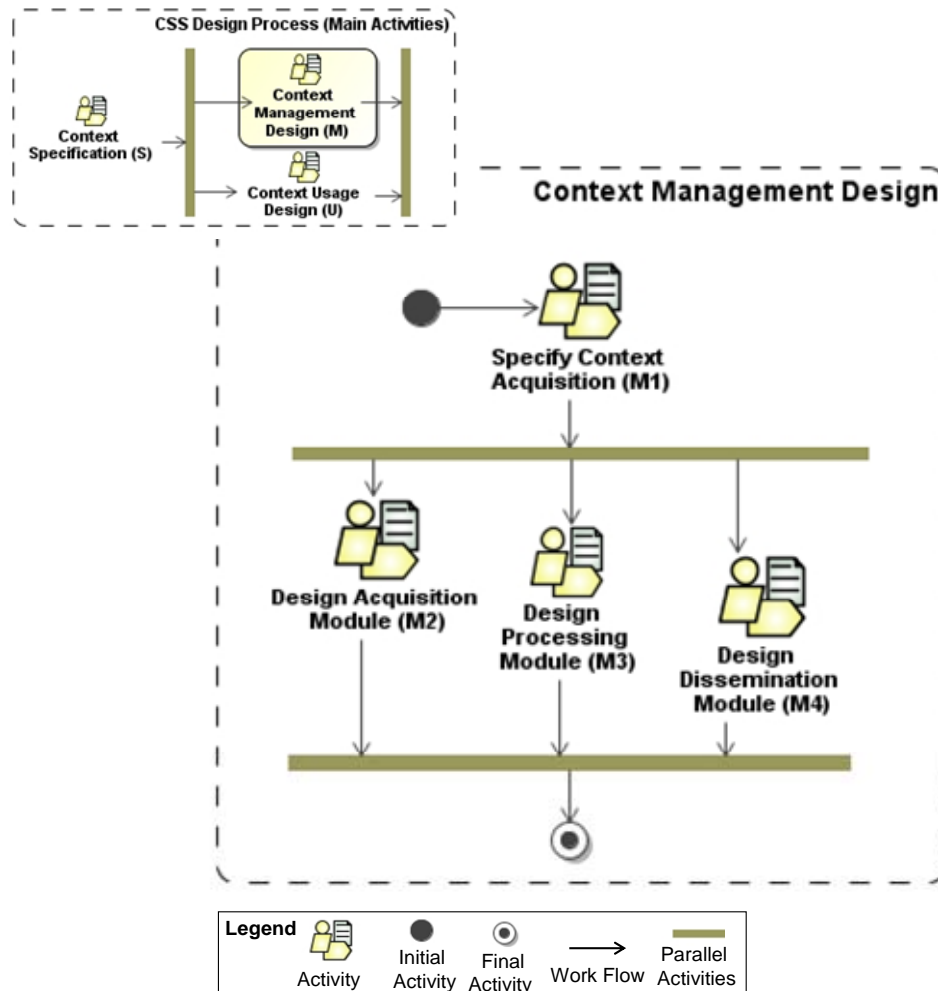 CSS Design Process (Main Activities)
Context
Management
Design (M)
Context
Specification (S)
Context Usage
Design (U)
Context Management Design
Specify Context
Acquisition (M1)
Design Acquisition
Module (M2)
Design
Processing
Module (M3)
Design
Dissemination
Module (M4)
Legend
Activity
Initial
Activity
Final
Activity
Work Flow
Parallel
Activities